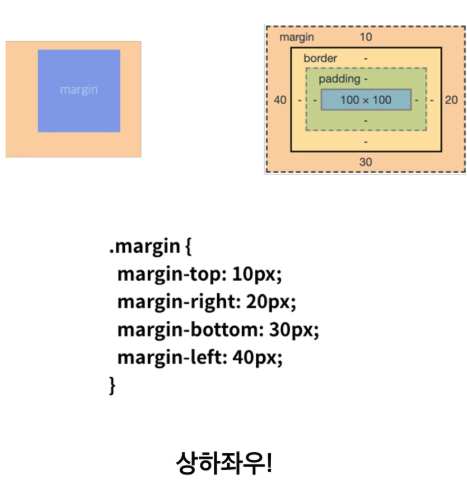 margin
margin 10
border -
padding -
40 - - 100 × 100 - - 20
-
-
30
.margin {
margin-top: 10px;
margin-right: 20px;
margin-bottom: 30px;
margin-left: 40px;
}
상하좌우!